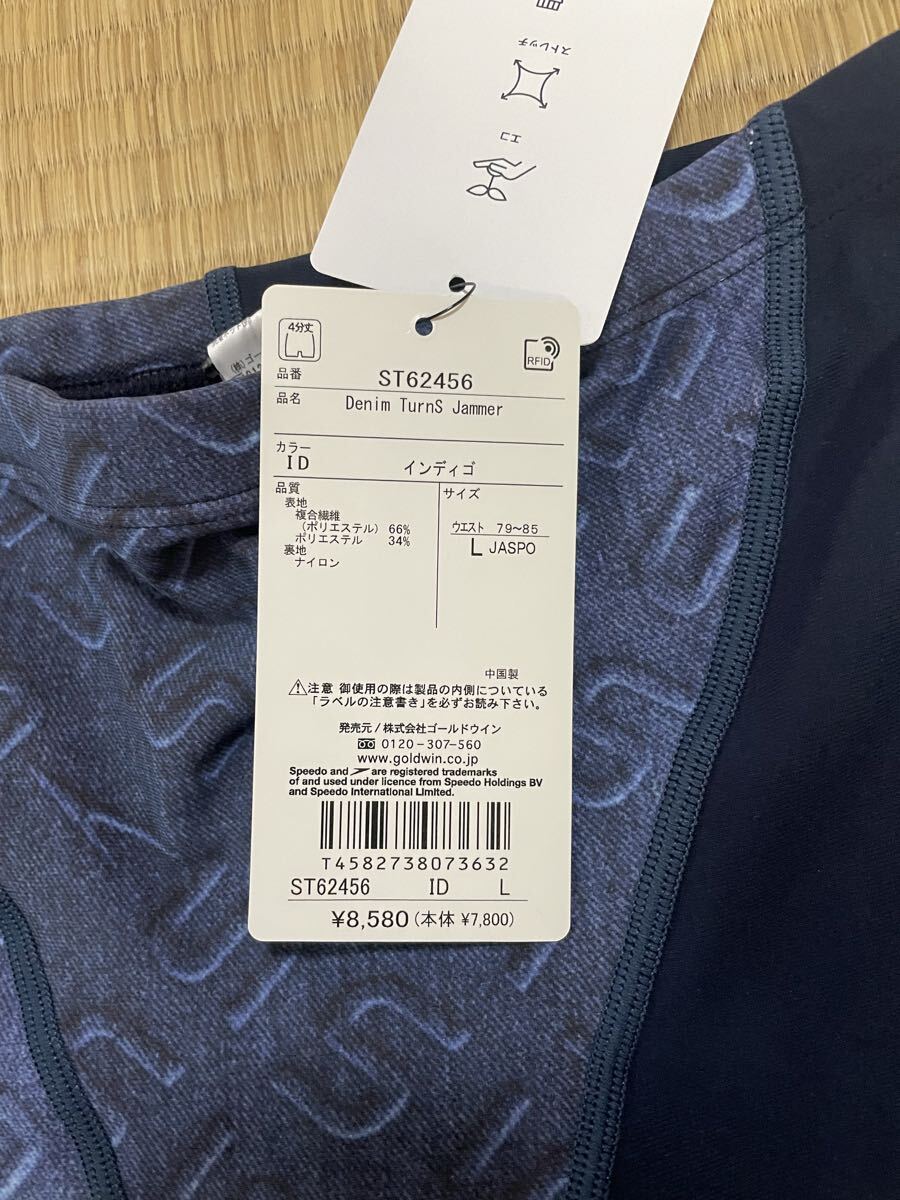 ストレッチ
エコ
4分丈
RFID
品番 ST62456
品名 Denim TurnS Jammer
カラー
ID インディゴ
品質
表地
複合繊維
(ポリエステル) 66%
ポリエステル 34%
裏地
ナイロン
サイズ
ウエスト 79〜85
L JASPO
中国製
⚠注意 御使用の際は製品の内側についている
「ラベルの注意書き」を必ずお読み下さい。
発売元/株式会社ゴールドウイン
0120-307-560
www.goldwin.co.jp
Speedo and are registered trademarks
of and used under licence from Speedo Holdings BV
and Speedo International Limited.
T4582738073632
ST62456 ID L
¥8,580(本体 ¥7,800)
(株)ゴー